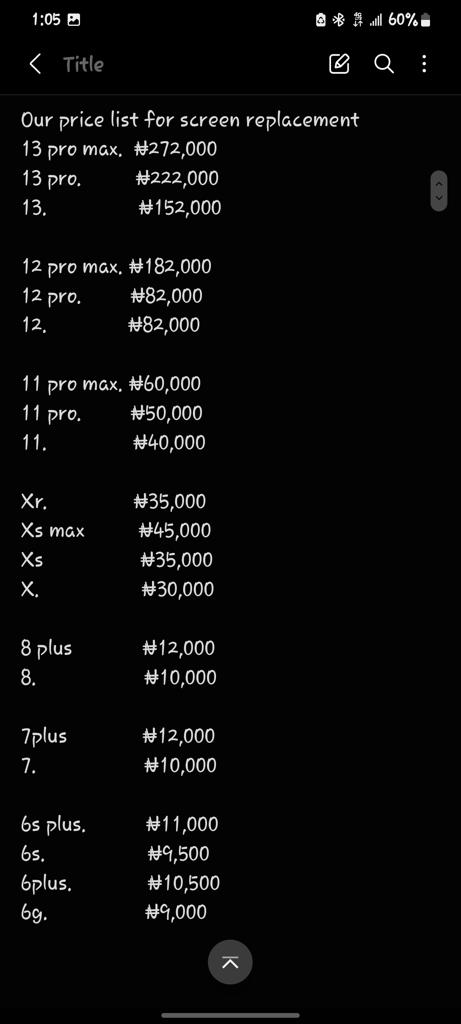 1:05
60%
Title
Our price list for screen replacement
13 pro max. ₦272,000
13 pro. ₦222,000
13. ₦152,000
12 pro max. ₦182,000
12 pro. ₦82,000
12. ₦82,000
11 pro max. ₦60,000
11 pro. ₦50,000
11. ₦40,000
Xr. ₦35,000
Xs max ₦45,000
Xs ₦35,000
X. ₦30,000
8 plus ₦12,000
8. ₦10,000
7plus ₦12,000
7. ₦10,000
6s plus. ₦11,000
6s. ₦9,500
6plus. ₦10,500
6g. ₦9,000